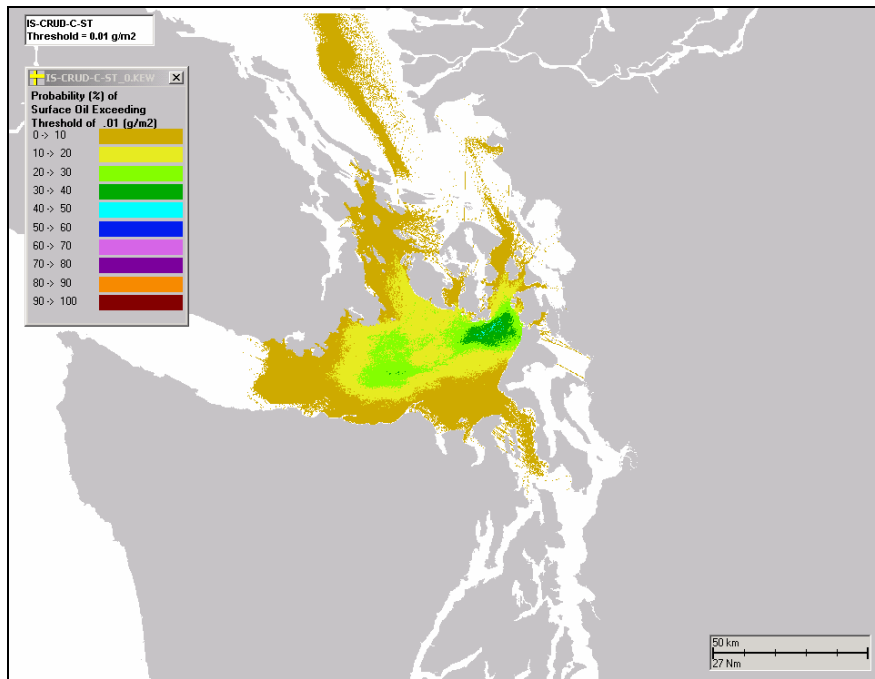 IS-CRUD-C-ST
Threshold = 0.01 g/m2
IS-CRUD-C-ST_0.KEW
Probability (%) of
Surface Oil Exceeding
Threshold of .01 (g/m2)
0 -> 10
10 -> 20
20 -> 30
30 -> 40
40 -> 50
50 -> 60
60 -> 70
70 -> 80
80 -> 90
90 -> 100
50 km
27 Nm